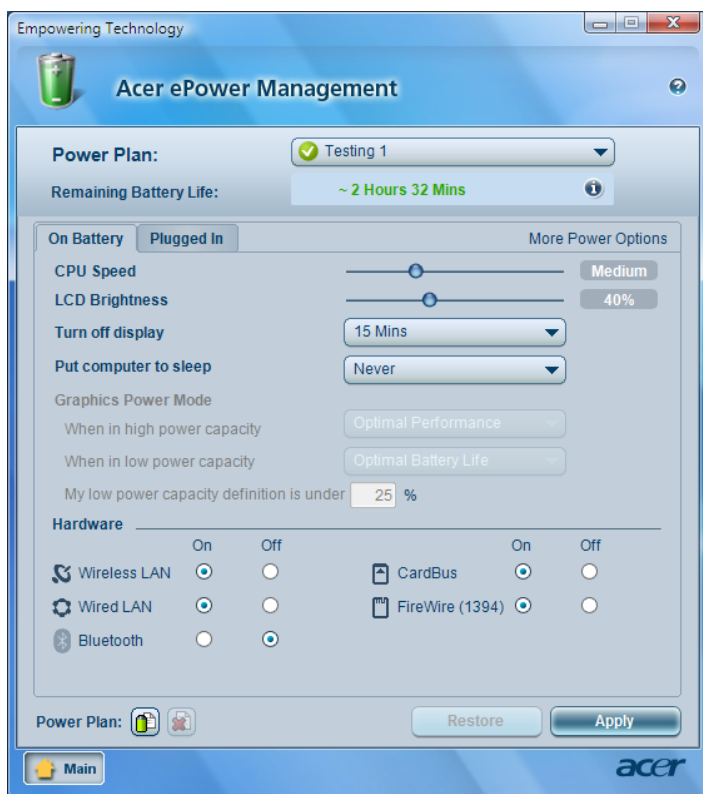 Empowering Technology
Acer ePower Management
Power Plan:
Testing 1
Remaining Battery Life:
~ 2 Hours 32 Mins
On Battery
Plugged In
More Power Options
CPU Speed
Medium
LCD Brightness
40%
Turn off display
15 Mins
Put computer to sleep
Never
Graphics Power Mode
When in high power capacity
Optimal Performance
When in low power capacity
Optimal Battery Life
My low power capacity definition is under 25 %
Hardware
On Off
On Off
Wireless LAN
CardBus
Wired LAN
FireWire (1394)
Bluetooth
Power Plan:
Restore
Apply
Main
acer